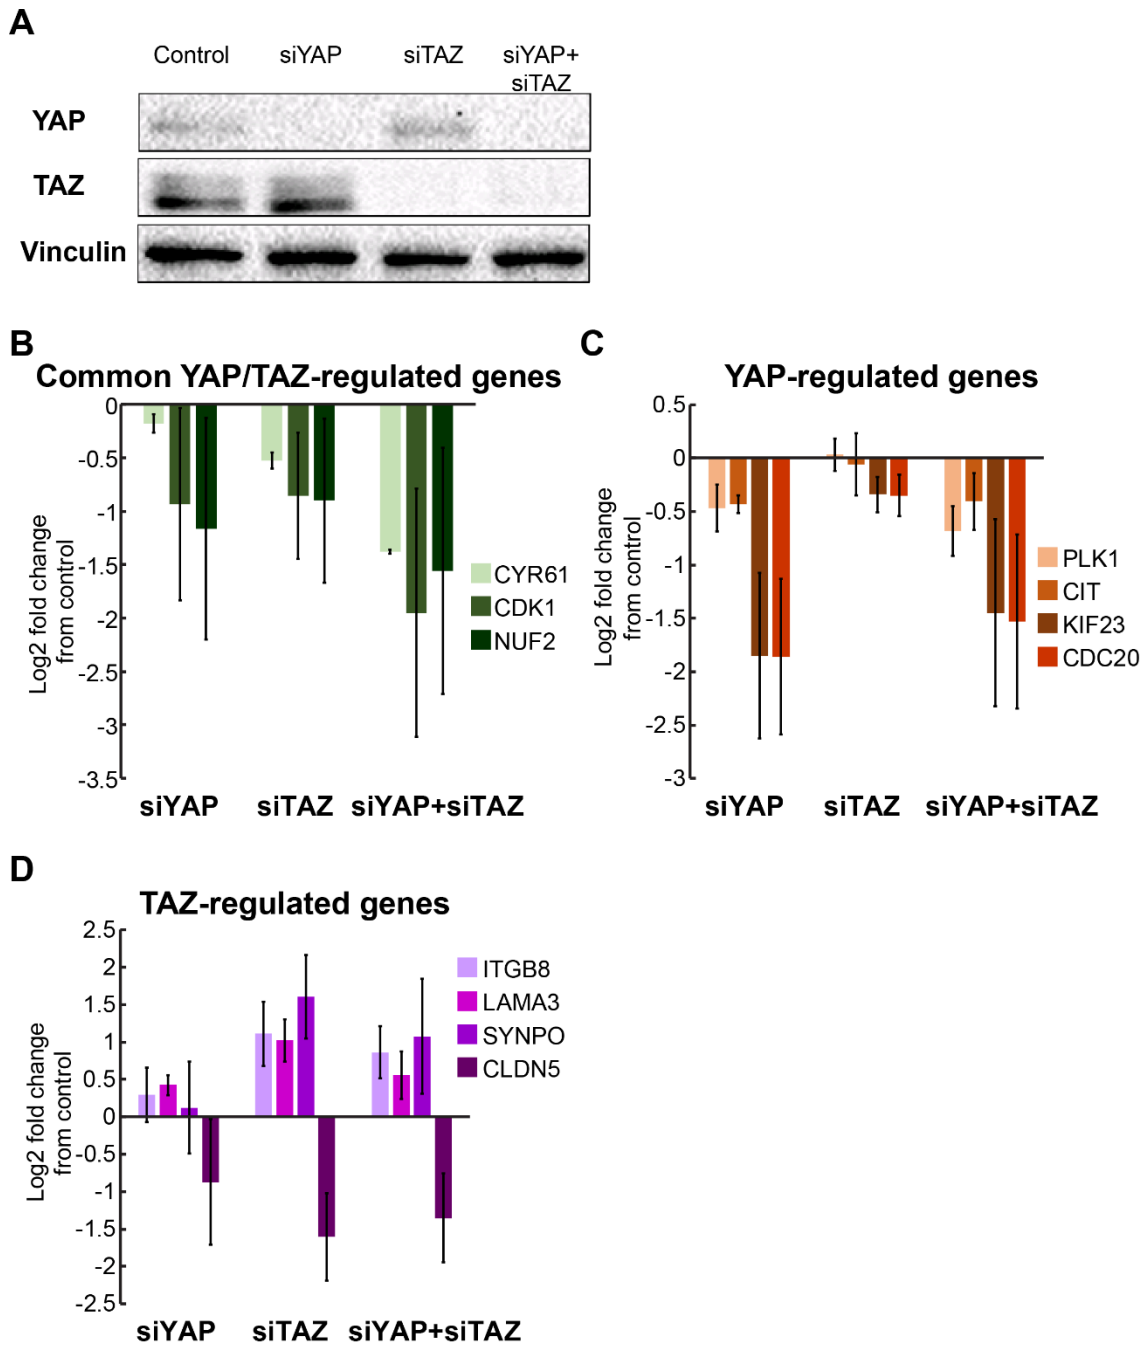 A
Control siYAP siTAZ siYAP+
siTAZ
YAP
TAZ
Vinculin
B
Common YAP/TAZ-regulated genes
Log2 fold change
from control
0
-0.5
-1
-1.5
-2
-2.5
-3
-3.5
CYR61
CDK1
NUF2
siYAP siTAZ siYAP+siTAZ
C
YAP-regulated genes
Log2 fold change
from control
0.5
0
-0.5
-1
-1.5
-2
-2.5
-3
PLK1
CIT
KIF23
CDC20
siYAP siTAZ siYAP+siTAZ
D
TAZ-regulated genes
Log2 fold change
from control
2.5
2
1.5
1
0.5
0
-0.5
-1
-1.5
-2
-2.5
ITGB8
LAMA3
SYNPO
CLDN5
siYAP siTAZ siYAP+siTAZ